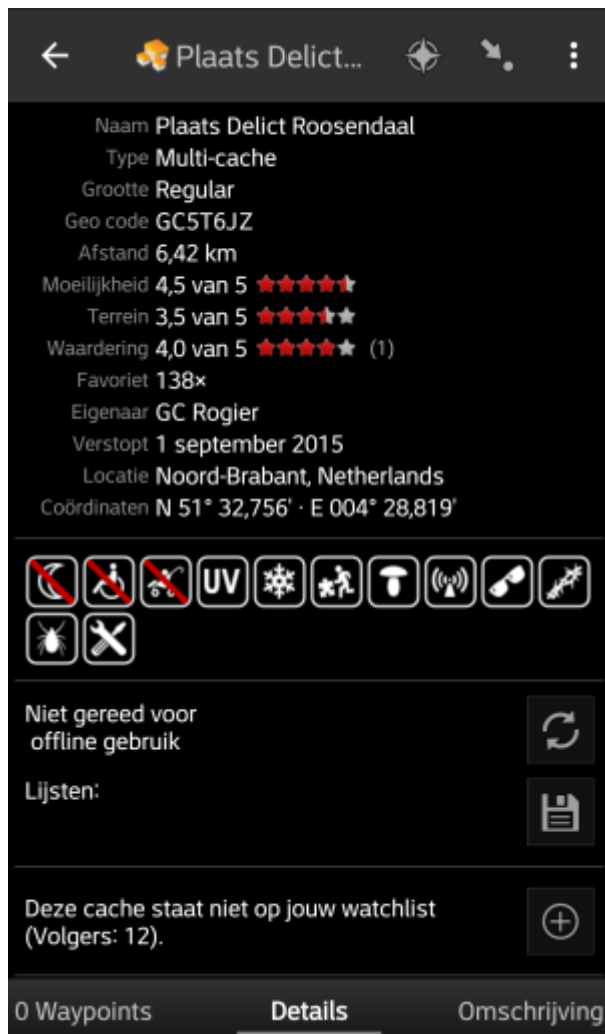 Plaats Delict...
Naam Plaats Delict Roosendaal
Type Multi-cache
Grootte Regular
Geo code GC5T6JZ
Afstand 6,42 km
Moeilijkheid 4,5 van 5
Terrein 3,5 van 5
Waardering 4,0 van 5 (1)
Favoriet 138×
Eigenaar GC Rogier
Verstopt 1 september 2015
Locatie Noord-Brabant, Netherlands
Coördinaten N 51° 32,756' · E 004° 28,819'
UV
Niet gereed voor
offline gebruik
Lijsten:
Deze cache staat niet op jouw watchlist
(Volgers: 12).
0 Waypoints Details Omschrijving